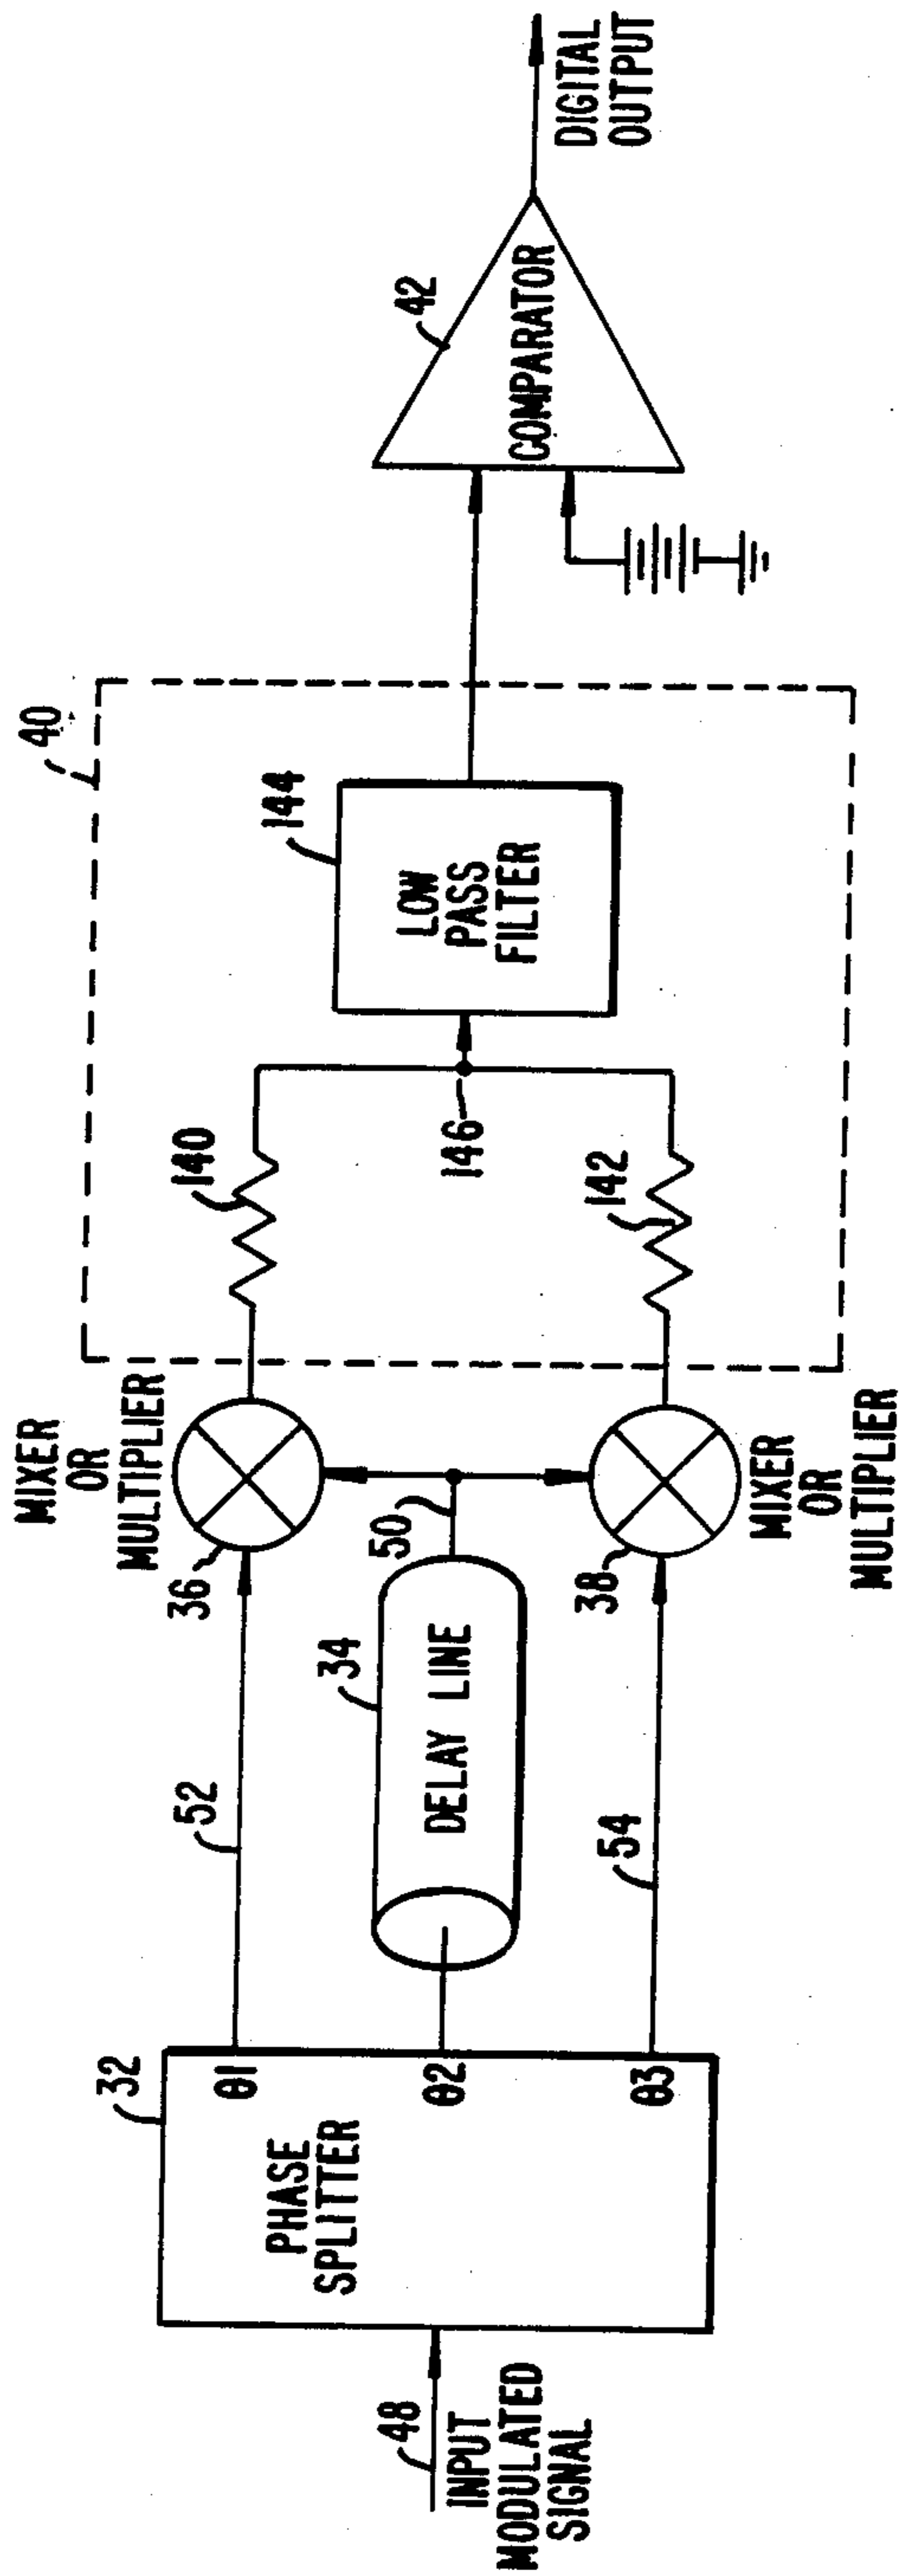 48
INPUT
MODULATED
SIGNAL
32
PHASE
SPLITTER
θ1
θ2
θ3
52
34
DELAY LINE
50
54
MIXER
OR
MULTIPLIER
36
38
MIXER
OR
MULTIPLIER
40
140
142
146
144
LOW
PASS
FILTER
42
COMPARATOR
DIGITAL
OUTPUT